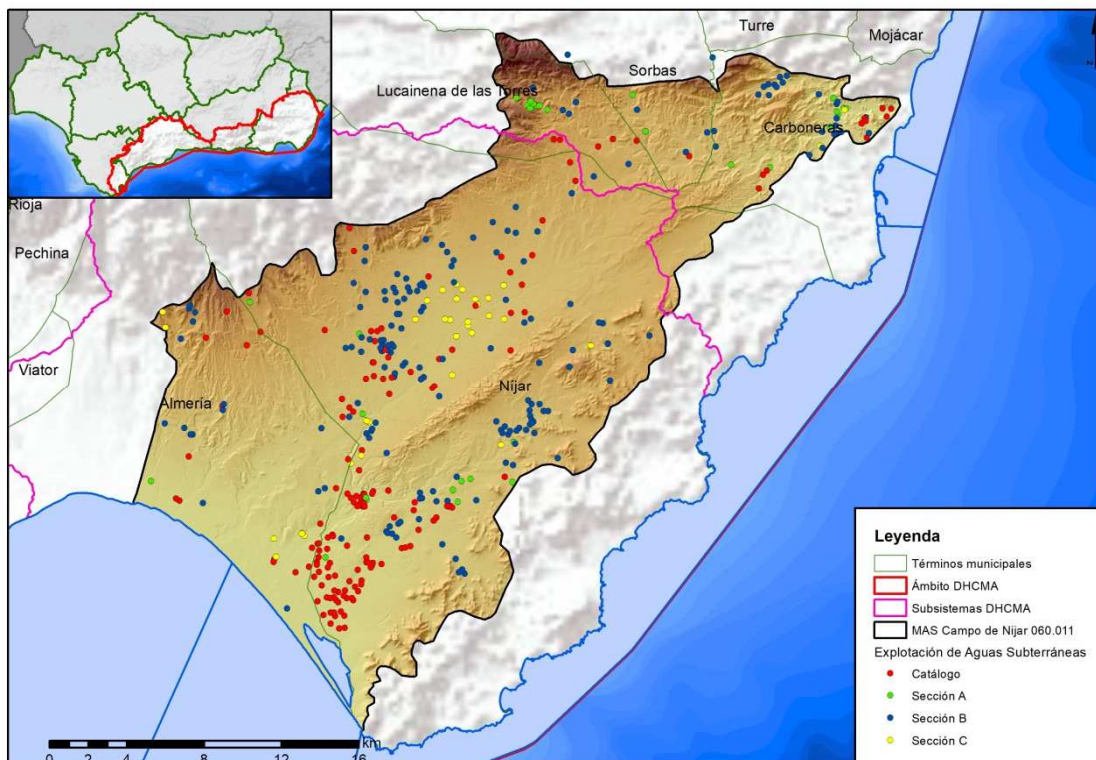 Turre
Mojácar
Sorbas
Lucainena de las Torres
Carboneras
Rioja
Pechina
Viator
Níjar
Almería
Leyenda
Términos municipales
Ámbito DHCMA
Subsistemas DHCMA
MAS Campo de Níjar 060.011
Explotación de Aguas Subterráneas
Catálogo
Sección A
Sección B
Sección C
km
0 2 4 8 12 16